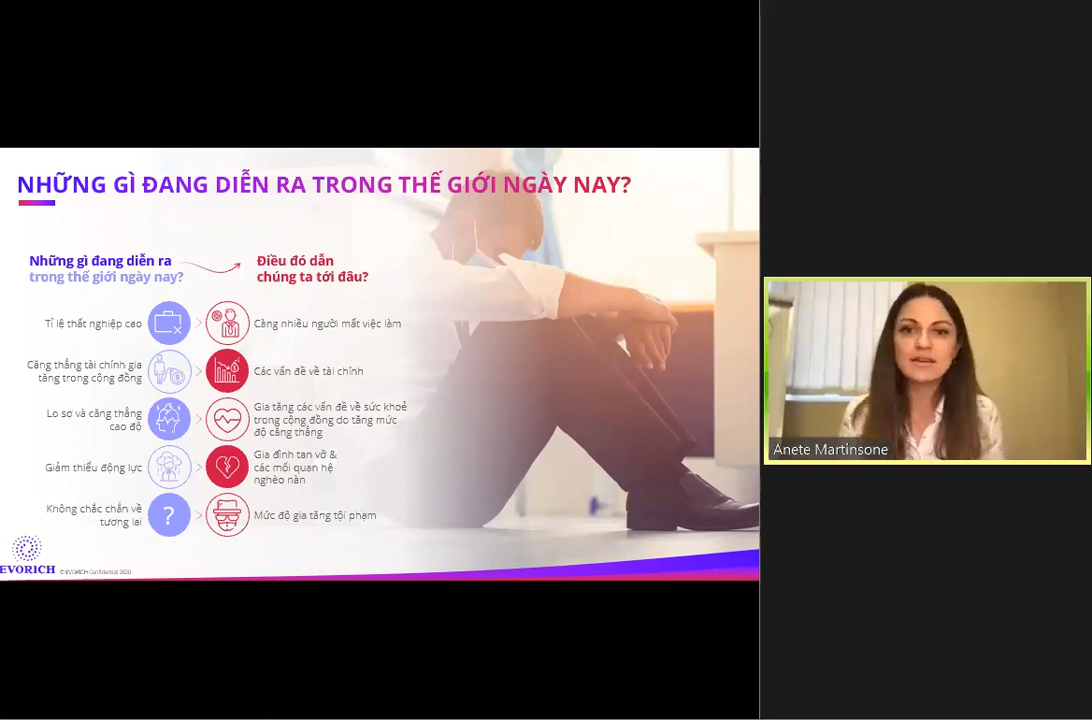 NHỮNG GÌ ĐANG DIỄN RA TRONG THẾ GIỚI NGÀY NAY?
Những gì đang diễn ra
trong thế giới ngày nay?
Điều đó dẫn
chúng ta tới đâu?
Tỉ lệ thất nghiệp cao
Càng nhiều người mất việc làm
Căng thẳng tài chính gia
tăng trong cộng đồng
Các vấn đề về tài chính
Lo sợ và căng thẳng
cao độ
Gia tăng các vấn đề về sức khoẻ
trong cộng đồng do tăng mức
độ căng thẳng
Giảm thiểu động lực
Gia đình tan vỡ &
các mối quan hệ
nghèo nàn
Không chắc chắn về
tương lai
?
Mức độ gia tăng tội phạm
EVORICH
© EVORICH Confidential 2020
Anete Martinsone